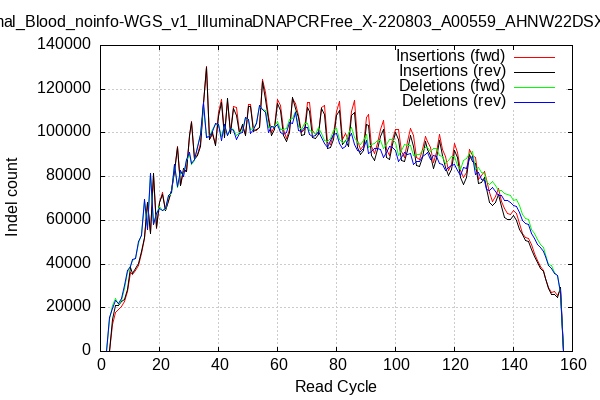 nal_Blood_noinfo-WGS_v1_IlluminaDNAPCRFree_X-220803_A00559_AHNW22DSX
140000
120000
100000
80000
60000
40000
20000
0
Indel count
Insertions (fwd)
Insertions (rev)
Deletions (fwd)
Deletions (rev)
0 20 40 60 80 100 120 140 160
Read Cycle